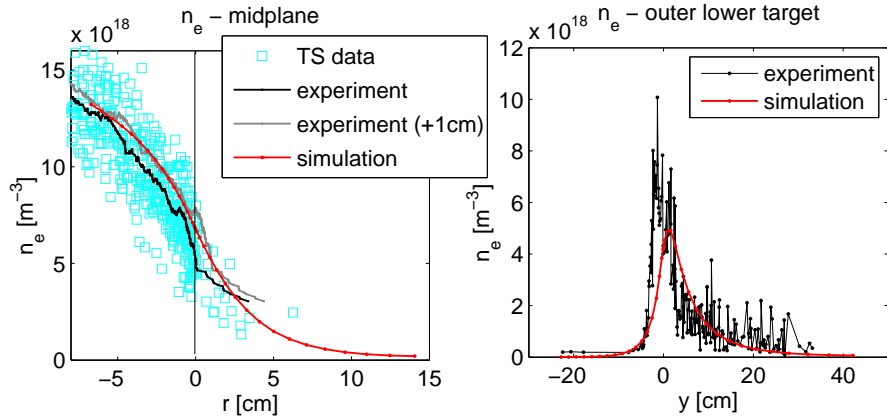 n_e – midplane
x 10^18
TS data
experiment
experiment (+1cm)
simulation
15
10
5
0
n_e [m^−3]
−5 0 5 10 15
r [cm]
n_e – outer lower target
x 10^18
experiment
simulation
12
10
8
6
4
2
0
n_e [m^−3]
−20 0 20 40
y [cm]